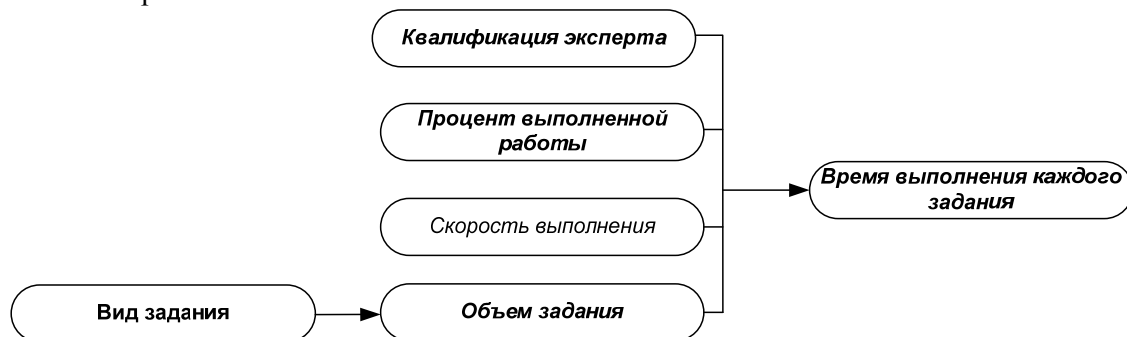 Квалификация эксперта
Процент выполненной
работы
Время выполнения каждого
задания
Скорость выполнения
Вид задания
Объем задания